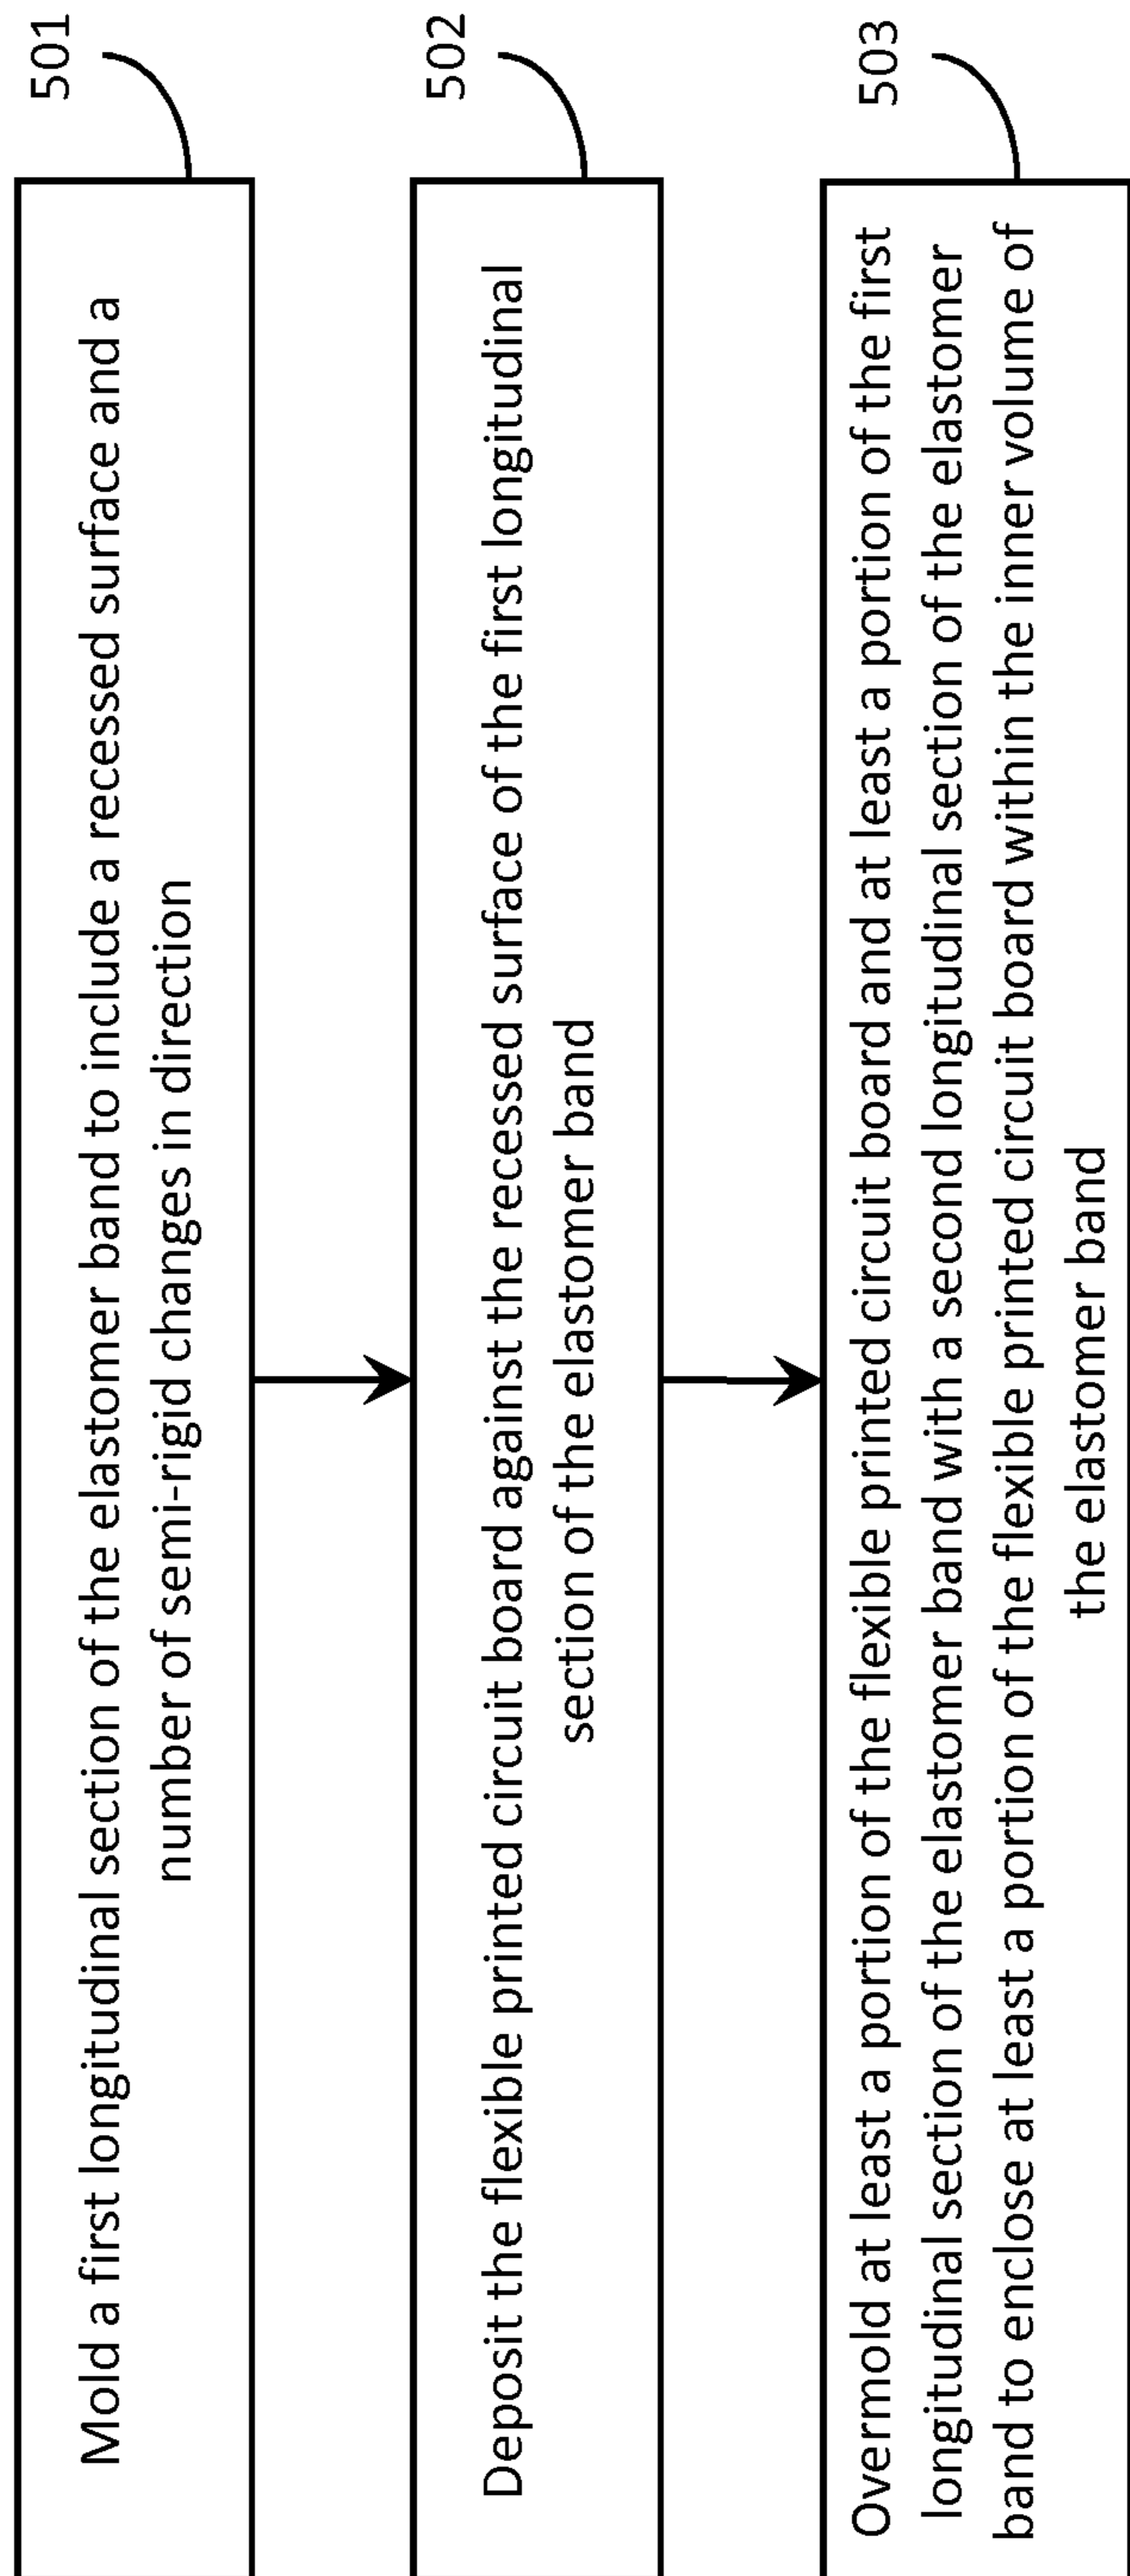 501
Mold a first longitudinal section of the elastomer band to include a recessed surface and a
number of semi-rigid changes in direction
502
Deposit the flexible printed circuit board against the recessed surface of the first longitudinal
section of the elastomer band
503
Overmold at least a portion of the flexible printed circuit board and at least a portion of the first
longitudinal section of the elastomer band with a second longitudinal section of the elastomer
band to enclose at least a portion of the flexible printed circuit board within the inner volume of
the elastomer band